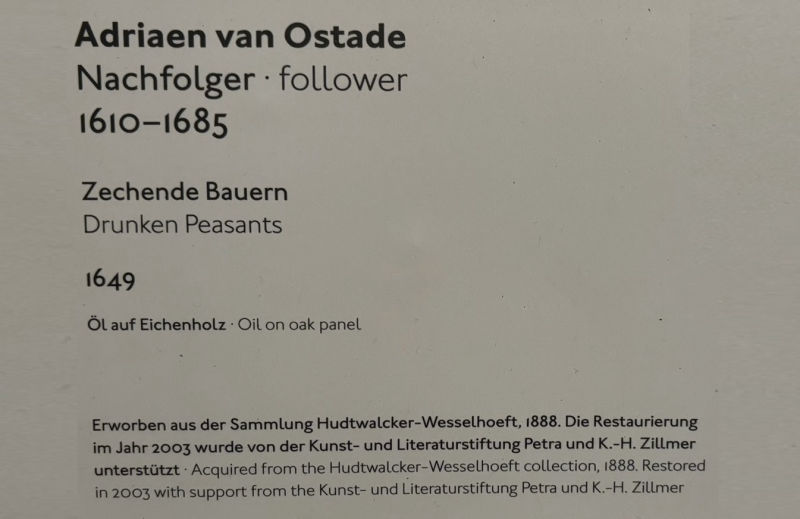 Adriaen van Ostade
Nachfolger · follower
1610–1685
Zechende Bauern
Drunken Peasants
1649
Öl auf Eichenholz · Oil on oak panel
Erworben aus der Sammlung Hudtwalcker-Wesselhoeft, 1888. Die Restaurierung
im Jahr 2003 wurde von der Kunst- und Literaturstiftung Petra und K.-H. Zillmer
unterstützt · Acquired from the Hudtwalcker-Wesselhoeft collection, 1888. Restored
in 2003 with support from the Kunst- und Literaturstiftung Petra und K.-H. Zillmer